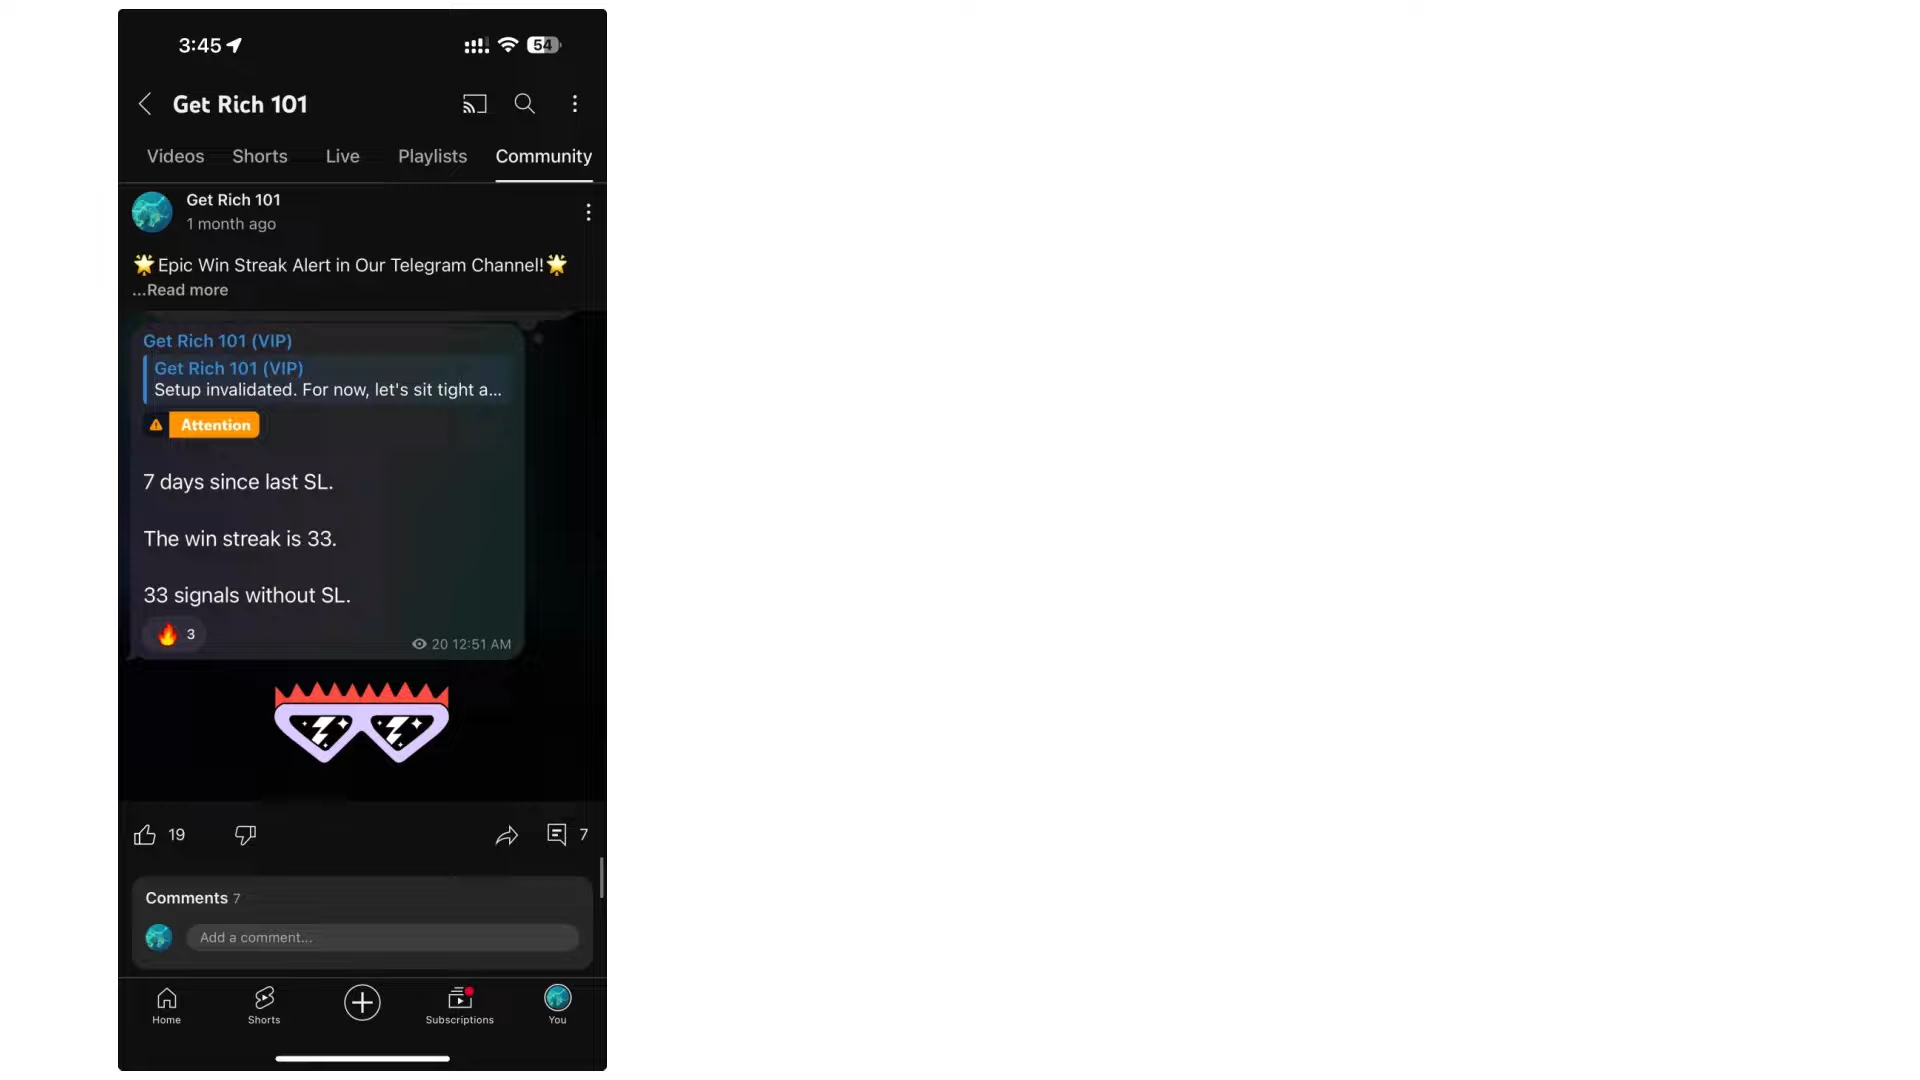 3:45
54
Get Rich 101
Videos Shorts Live Playlists Community
Get Rich 101
1 month ago
🌟Epic Win Streak Alert in Our Telegram Channel!🌟
...Read more
Get Rich 101 (VIP)
Get Rich 101 (VIP)
Setup invalidated. For now, let's sit tight a...
Attention
7 days since last SL.
The win streak is 33.
33 signals without SL.
🔥 3
20 12:51 AM
19
7
Comments 7
Add a comment...
Home Shorts Subscriptions You